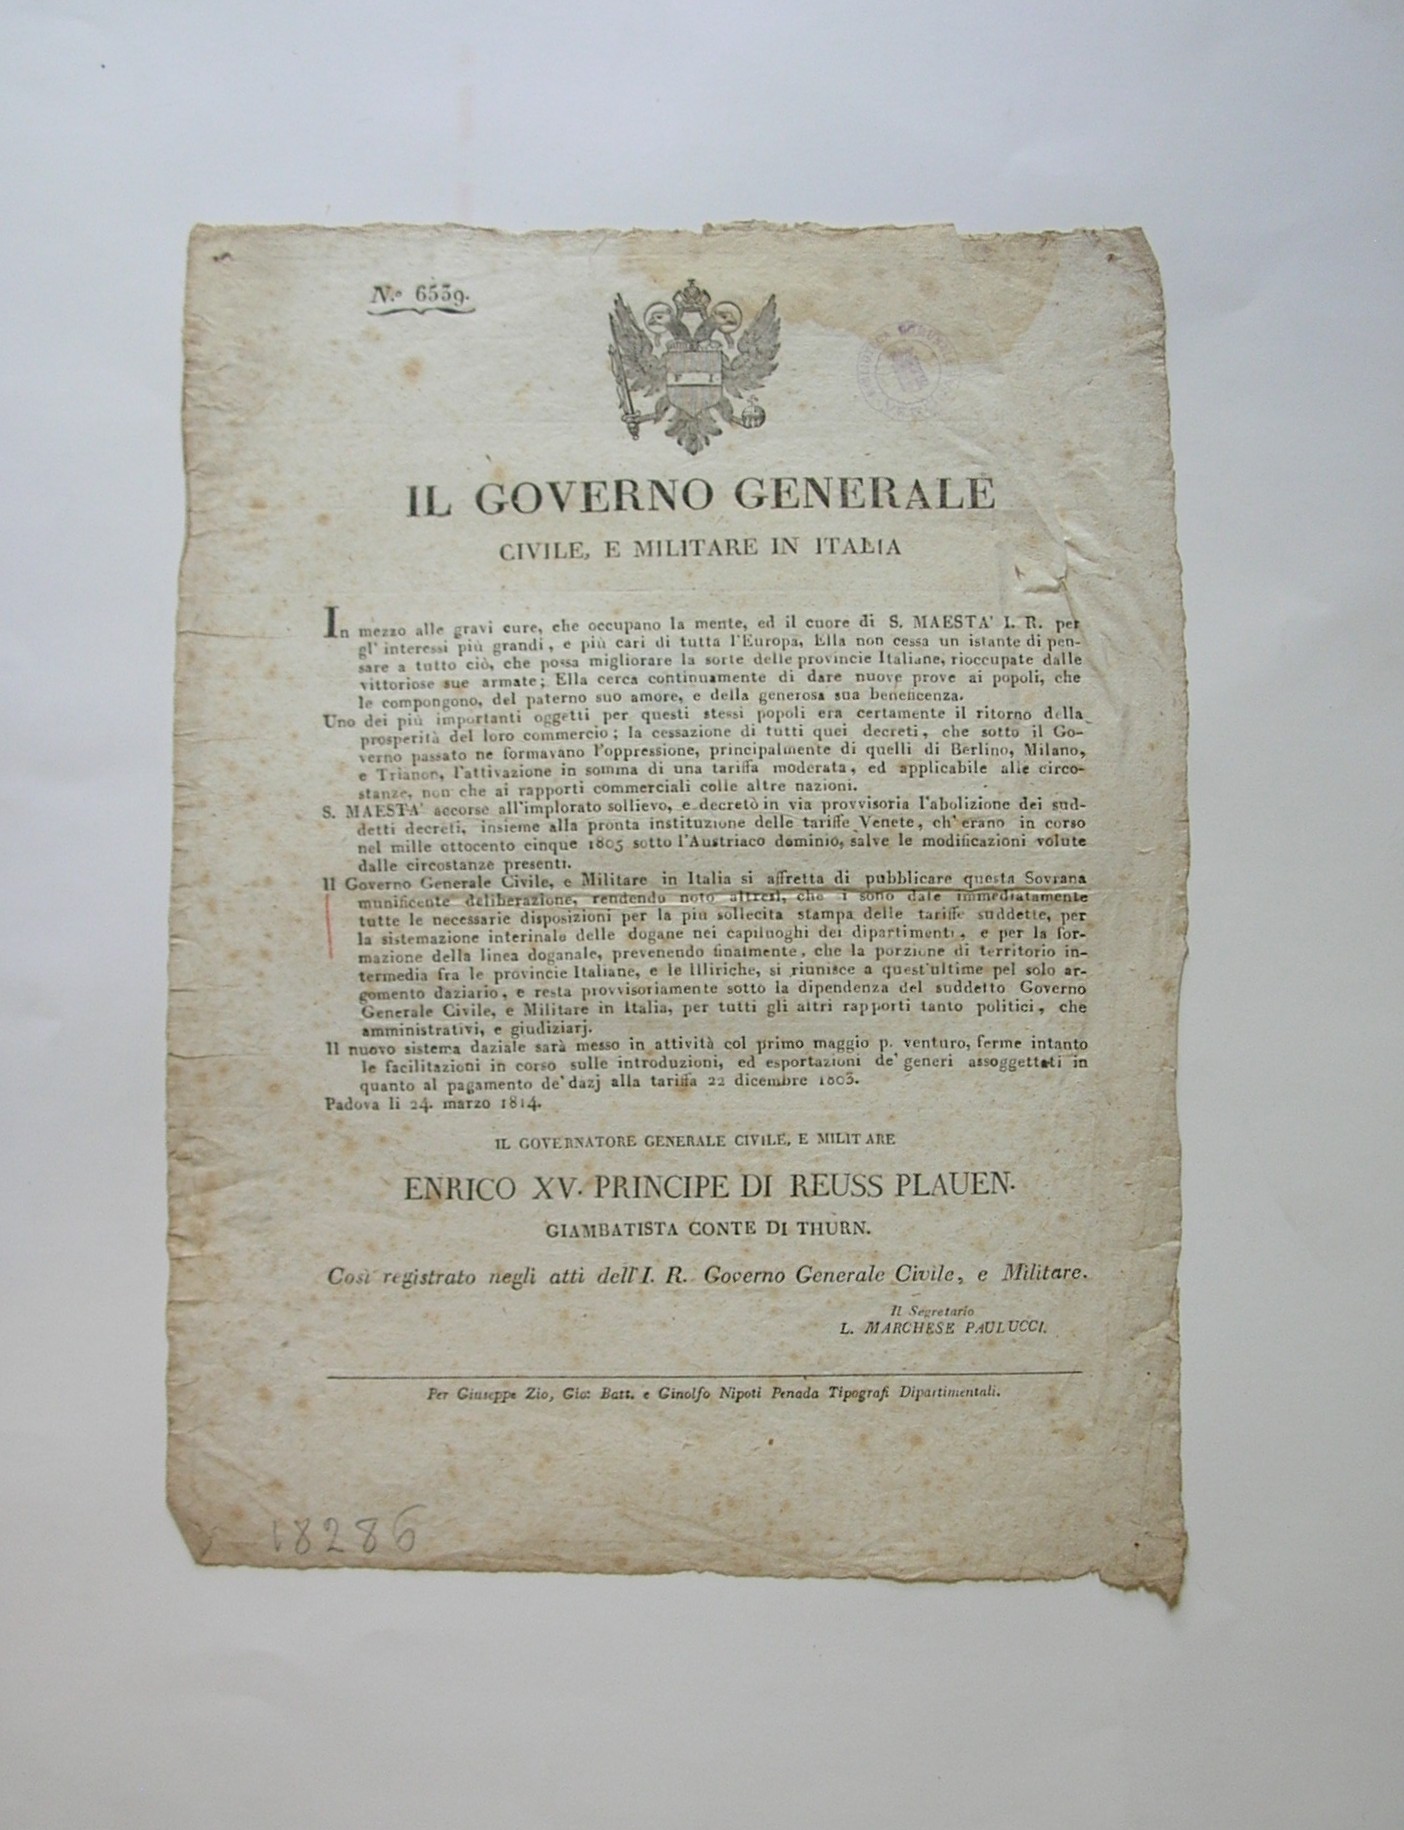 N.º 6539.
IL GOVERNO GENERALE
CIVILE, E MILITARE IN ITALIA
In mezzo alle gravi cure, che occupano la mente, ed il cuore di S. MAESTA' I. R. per
gl' interessi più grandi, e più cari di tutta l'Europa, Ella non cessa un istante di pen-
sare a tutto ciò, che possa migliorare la sorte delle provincie Italiane, rioccupate dalle
vittoriose sue armate; Ella cerca continuamente di dare nuove prove ai popoli, che
le compongono, del paterno suo amore, e della generosa sua beneficenza.
Uno dei più importanti oggetti per questi stessi popoli era certamente il ritorno della
prosperità del loro commercio; la cessazione di tutti quei decreti, che sotto il Go-
verno passato ne formavano l'oppressione, principalmente di quelli di Berlino, Milano,
e Trianon, l'attivazione in somma di una tariffa moderata, ed applicabile alle circo-
stanze, non che ai rapporti commerciali colle altre nazioni.
S. MAESTA' accorse all'implorato sollievo, e decretò in via provvisoria l'abolizione dei sud-
detti decreti, insieme alla pronta instituzione delle tariffe Venete, ch' erano in corso
nel mille ottocento cinque 1805 sotto l'Austriaco dominio, salve le modificazioni volute
dalle circostanze presenti.
Il Governo Generale Civile, e Militare in Italia si affretta di pubblicare questa Sovrana
munificente deliberazione, rendendo noto altresì, che si sono date immediatamente
tutte le necessarie disposizioni per la più sollecita stampa delle tariffe suddette, per
la sistemazione interinale delle dogane nei capiluoghi dei dipartimenti, e per la for-
mazione della linea doganale, prevenendo finalmente, che la porzione di territorio in-
termedia fra le provincie Italiane, e le Illiriche, si riunisce a quest'ultime pel solo ar-
gomento daziario, e resta provvisoriamente sotto la dipendenza del suddetto Governo
Generale Civile, e Militare in Italia, per tutti gli altri rapporti tanto politici, che
amministrativi, e giudiziarj.
Il nuovo sistema daziale sarà messo in attività col primo maggio p. venturo, ferme intanto
le facilitazioni in corso sulle introduzioni, ed esportazioni de' generi assoggettati in
quanto al pagamento de' dazj alla tariffa 22 dicembre 1803.
Padova li 24. marzo 1814.
IL GOVERNATORE GENERALE CIVILE, E MILITARE
ENRICO XV. PRINCIPE DI REUSS PLAUEN.
GIAMBATISTA CONTE DI THURN.
Così registrato negli atti dell'I. R. Governo Generale Civile, e Militare.
Il Segretario
L. MARCHESE PAULUCCI.
Per Giuseppe Zio, Gio: Batt. e Ginolfo Nipoti Penada Tipografi Dipartimentali.
18286